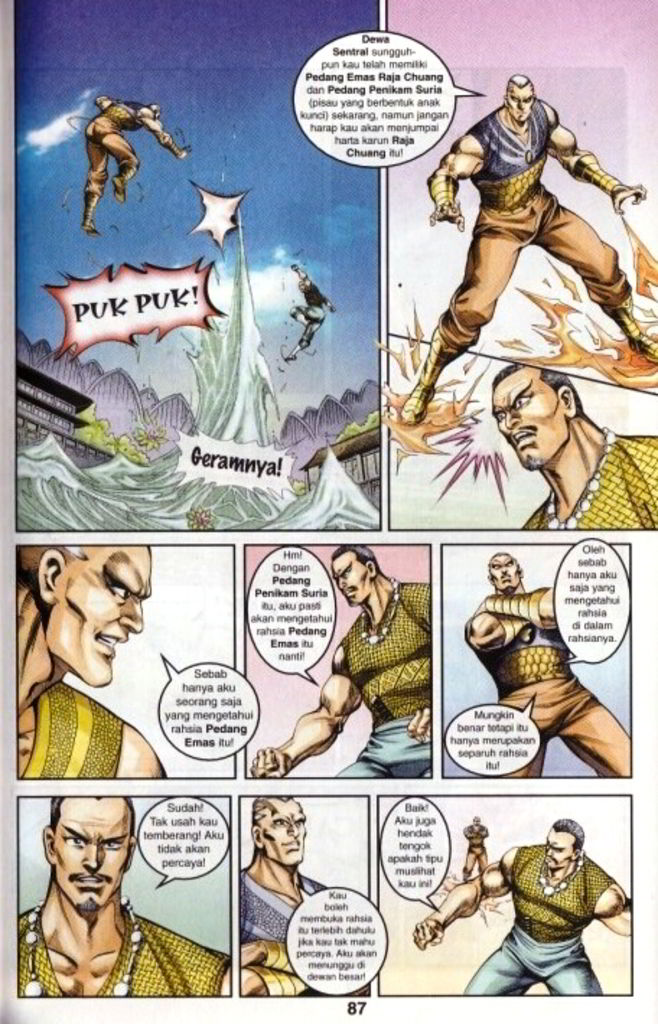 Dewa
Sentral sungguh-
pun kau telah memiliki
Pedang Emas Raja Chuang
dan Pedang Penikam Suria
(pisau yang berbentuk anak
kunci) sekarang, namun jangan
harap kau akan menjumpai
harta karun Raja
Chuang itu!
PUK PUK!
Geramnya!
Sebab
hanya aku
seorang saja
yang mengetahui
rahsia Pedang
Emas itu!
Hm!
Dengan
Pedang
Penikam Suria
itu, aku pasti
akan mengetahui
rahsia Pedang
Emas itu
nanti!
Oleh
sebab
hanya aku
saja yang
mengetahui
rahsia
di dalam
rahsianya.
Mungkin
benar tetapi itu
hanya merupakan
separuh rahsia
itu!
Sudah!
Tak usah kau
temberang! Aku
tidak akan
percaya!
Kau
boleh
membuka rahsia
itu terlebih dahulu
jika kau tak mahu
percaya. Aku akan
menunggu di
dewan besar!
Baik!
Aku juga
hendak
tengok
apakah tipu
muslihat
kau ini!
87